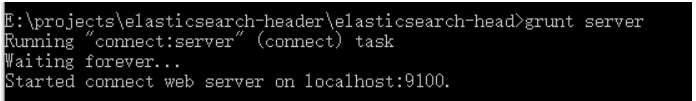 E:\projects\elasticsearch-header\elasticsearch-head>grunt server
Running "connect:server" (connect) task
Waiting forever...
Started connect web server on localhost:9100.